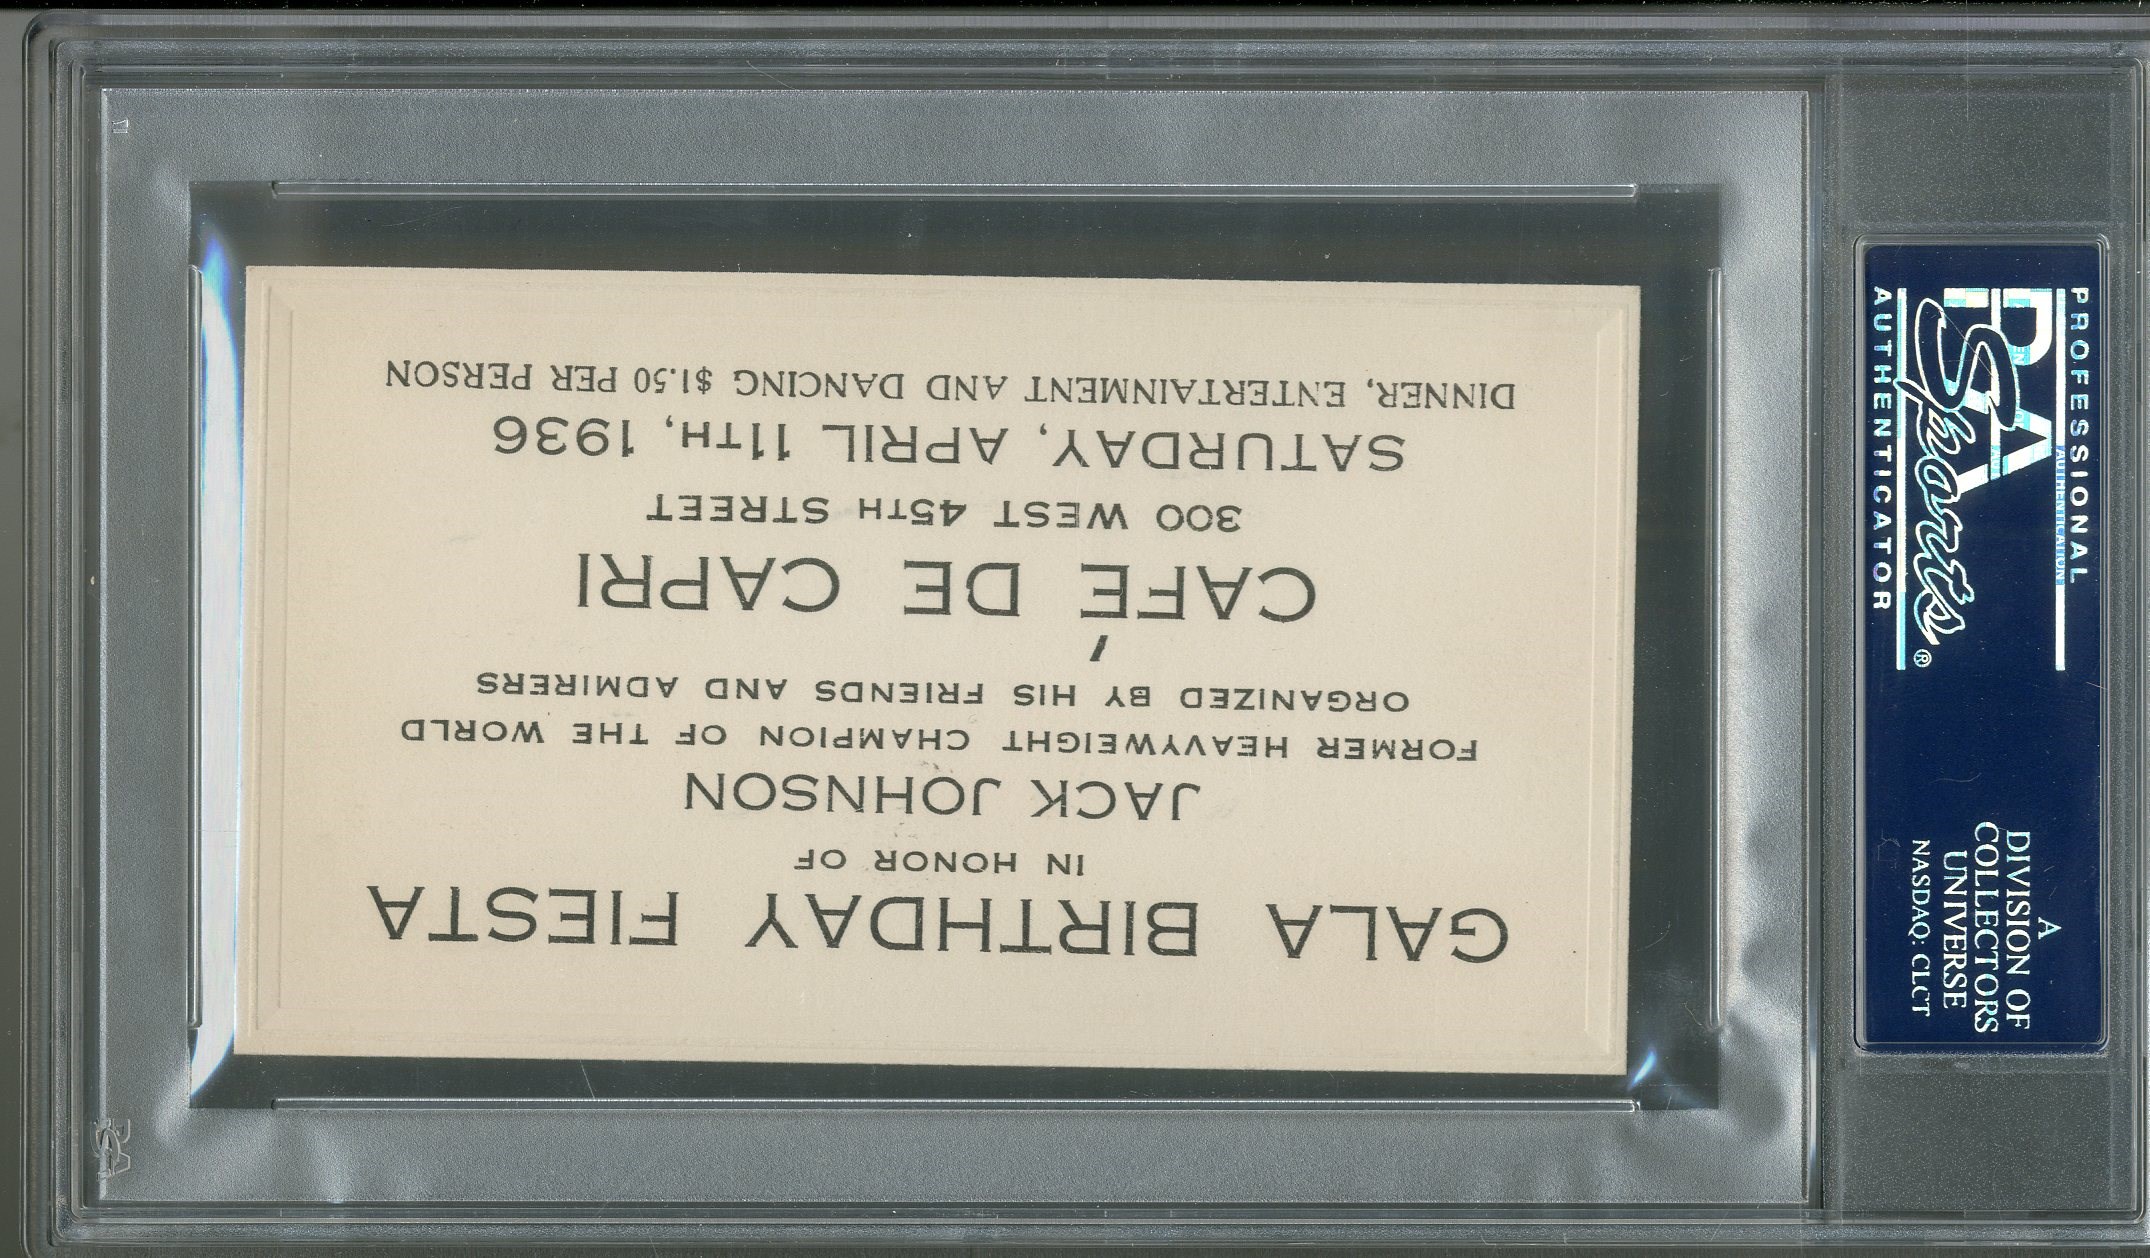 GALA BIRTHDAY FIESTA
IN HONOR OF
JACK JOHNSON
FORMER HEAVYWEIGHT CHAMPION OF THE WORLD
ORGANIZED BY HIS FRIENDS AND ADMIRERS
CAFÉ DE CAPRI
300 WEST 45TH STREET
SATURDAY, APRIL 11TH, 1936
DINNER, ENTERTAINMENT AND DANCING $1.50 PER PERSON
PROFESSIONAL
PSA
Sports®
AUTHENTICATOR
A
DIVISION OF
COLLECTORS
UNIVERSE
NASDAQ: CLCT
PSA